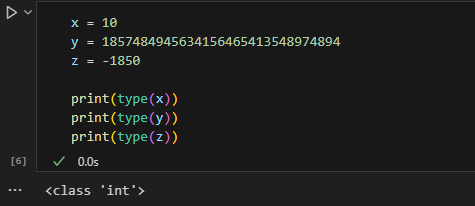 x = 10
y = 1857484945634156465413548974894
z = -1850
print(type(x))
print(type(y))
print(type(z))
[6]
0.0s
... <class 'int'>